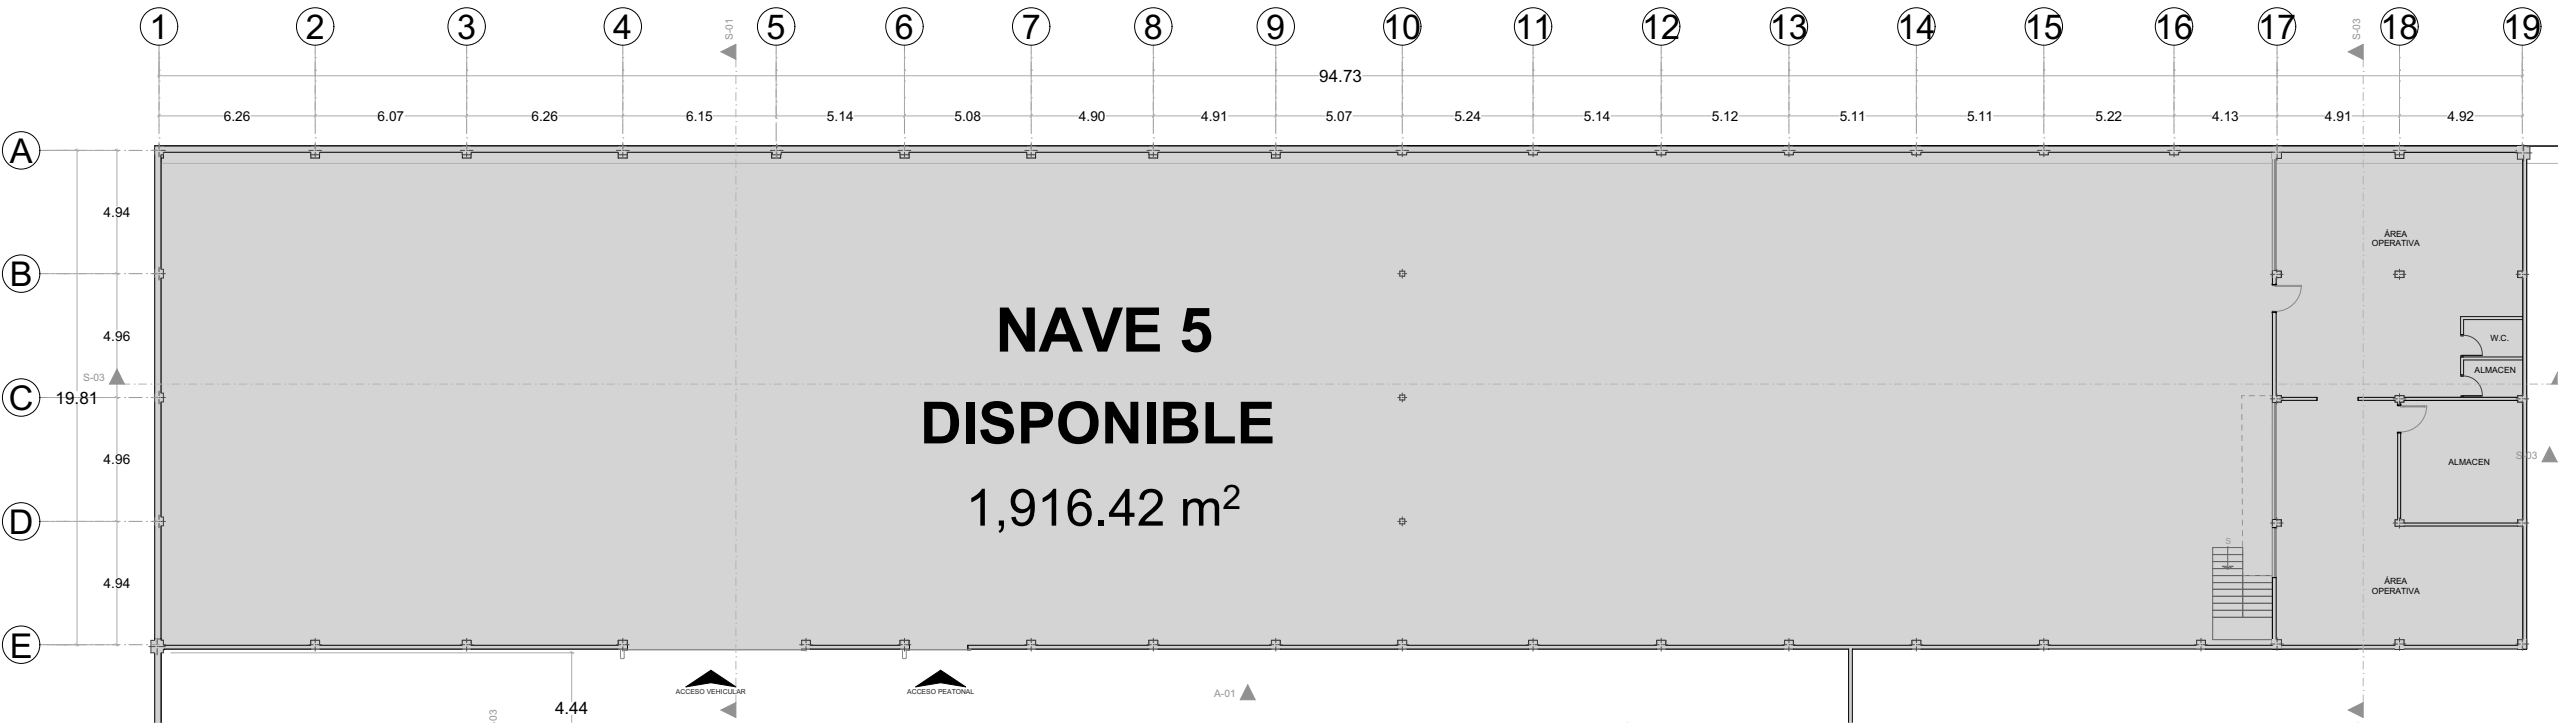 1 2 3 4 5 6 7 8 9 10 11 12 13 14 15 16 17 18 19
S-01
S-03
94.73
6.26 6.07 6.26 6.15 5.14 5.08 4.90 4.91 5.07 5.24 5.14 5.12 5.11 5.11 5.22 4.13 4.91 4.92
A
4.94
ÁREA
OPERATIVA
B
4.96
NAVE 5
W.C.
S-03
ALMACEN
C
19.81
DISPONIBLE
4.96
ALMACEN
S-03
1,916.42 m²
D
S
4.94
ÁREA
OPERATIVA
E
ACCESO VEHICULAR
ACCESO PEATONAL
A-01
4.44
-03